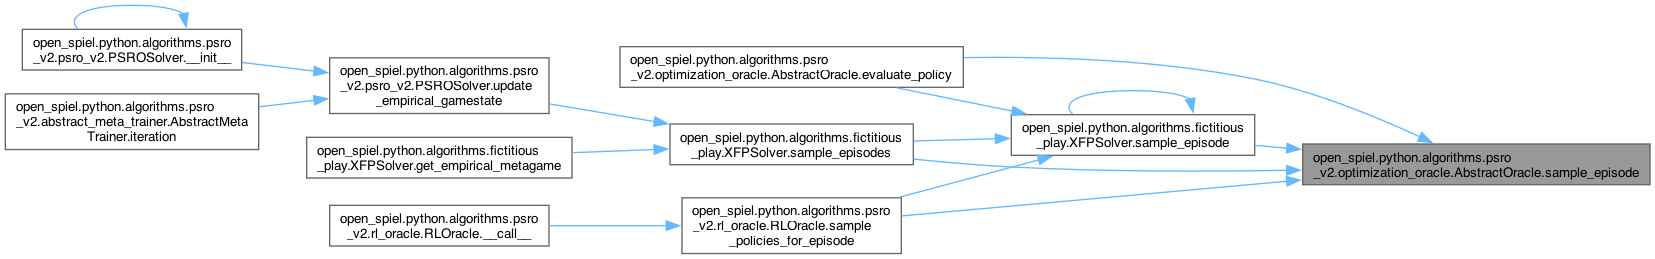 open_spiel.python.algorithms.psro
_v2.psro_v2.PSROSolver.__init__
open_spiel.python.algorithms.psro
_v2.abstract_meta_trainer.AbstractMeta
Trainer.iteration
open_spiel.python.algorithms.psro
_v2.psro_v2.PSROSolver.update
_empirical_gamestate
open_spiel.python.algorithms.fictitious
_play.XFPSolver.get_empirical_metagame
open_spiel.python.algorithms.psro
_v2.rl_oracle.RLOracle.__call__
open_spiel.python.algorithms.psro
_v2.optimization_oracle.AbstractOracle.evaluate_policy
open_spiel.python.algorithms.fictitious
_play.XFPSolver.sample_episodes
open_spiel.python.algorithms.psro
_v2.rl_oracle.RLOracle.sample
_policies_for_episode
open_spiel.python.algorithms.fictitious
_play.XFPSolver.sample_episode
open_spiel.python.algorithms.psro
_v2.optimization_oracle.AbstractOracle.sample_episode